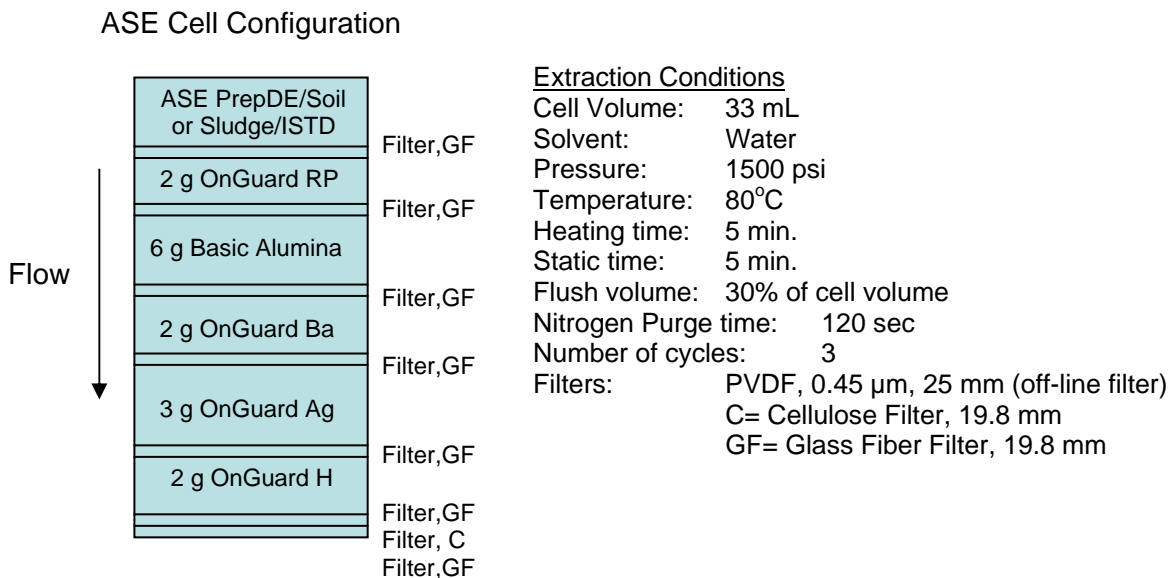 ASE Cell Configuration
ASE PrepDE/Soil
or Sludge/ISTD
Filter,GF
2 g OnGuard RP
Filter,GF
6 g Basic Alumina
Filter,GF
2 g OnGuard Ba
Filter,GF
3 g OnGuard Ag
Filter,GF
2 g OnGuard H
Filter,GF
Filter, C
Filter,GF
Flow
Extraction Conditions
Cell Volume: 33 mL
Solvent: Water
Pressure: 1500 psi
Temperature: 80°C
Heating time: 5 min.
Static time: 5 min.
Flush volume: 30% of cell volume
Nitrogen Purge time: 120 sec
Number of cycles: 3
Filters: PVDF, 0.45 µm, 25 mm (off-line filter)
C= Cellulose Filter, 19.8 mm
GF= Glass Fiber Filter, 19.8 mm